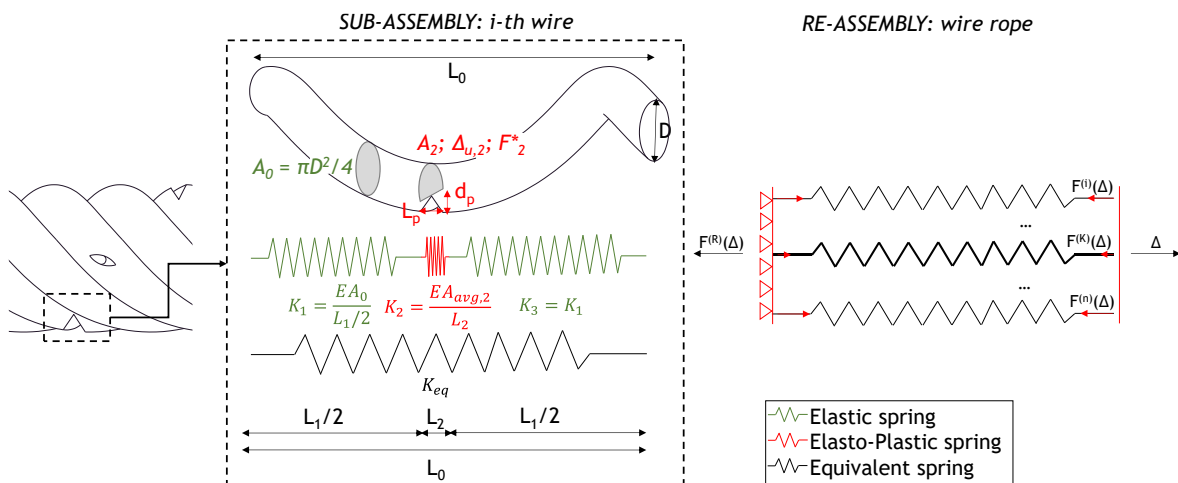 SUB-ASSEMBLY: i-th wire
RE-ASSEMBLY: wire rope
L₀
D
A₂; Δᵤ,₂; F*₂
A₀ = πD²/4
dₚ
Lₚ
K₁ = EA₀ / (L₁/2)
K₂ = EA_avg,₂ / L₂
K₃ = K₁
K_eq
L₁/2
L₂
L₁/2
L₀
F⁽ⁱ⁾(Δ)
...
F⁽ᴿ⁾(Δ)
F⁽ᴷ⁾(Δ)
Δ
...
F⁽ⁿ⁾(Δ)
Elastic spring
Elasto-Plastic spring
Equivalent spring